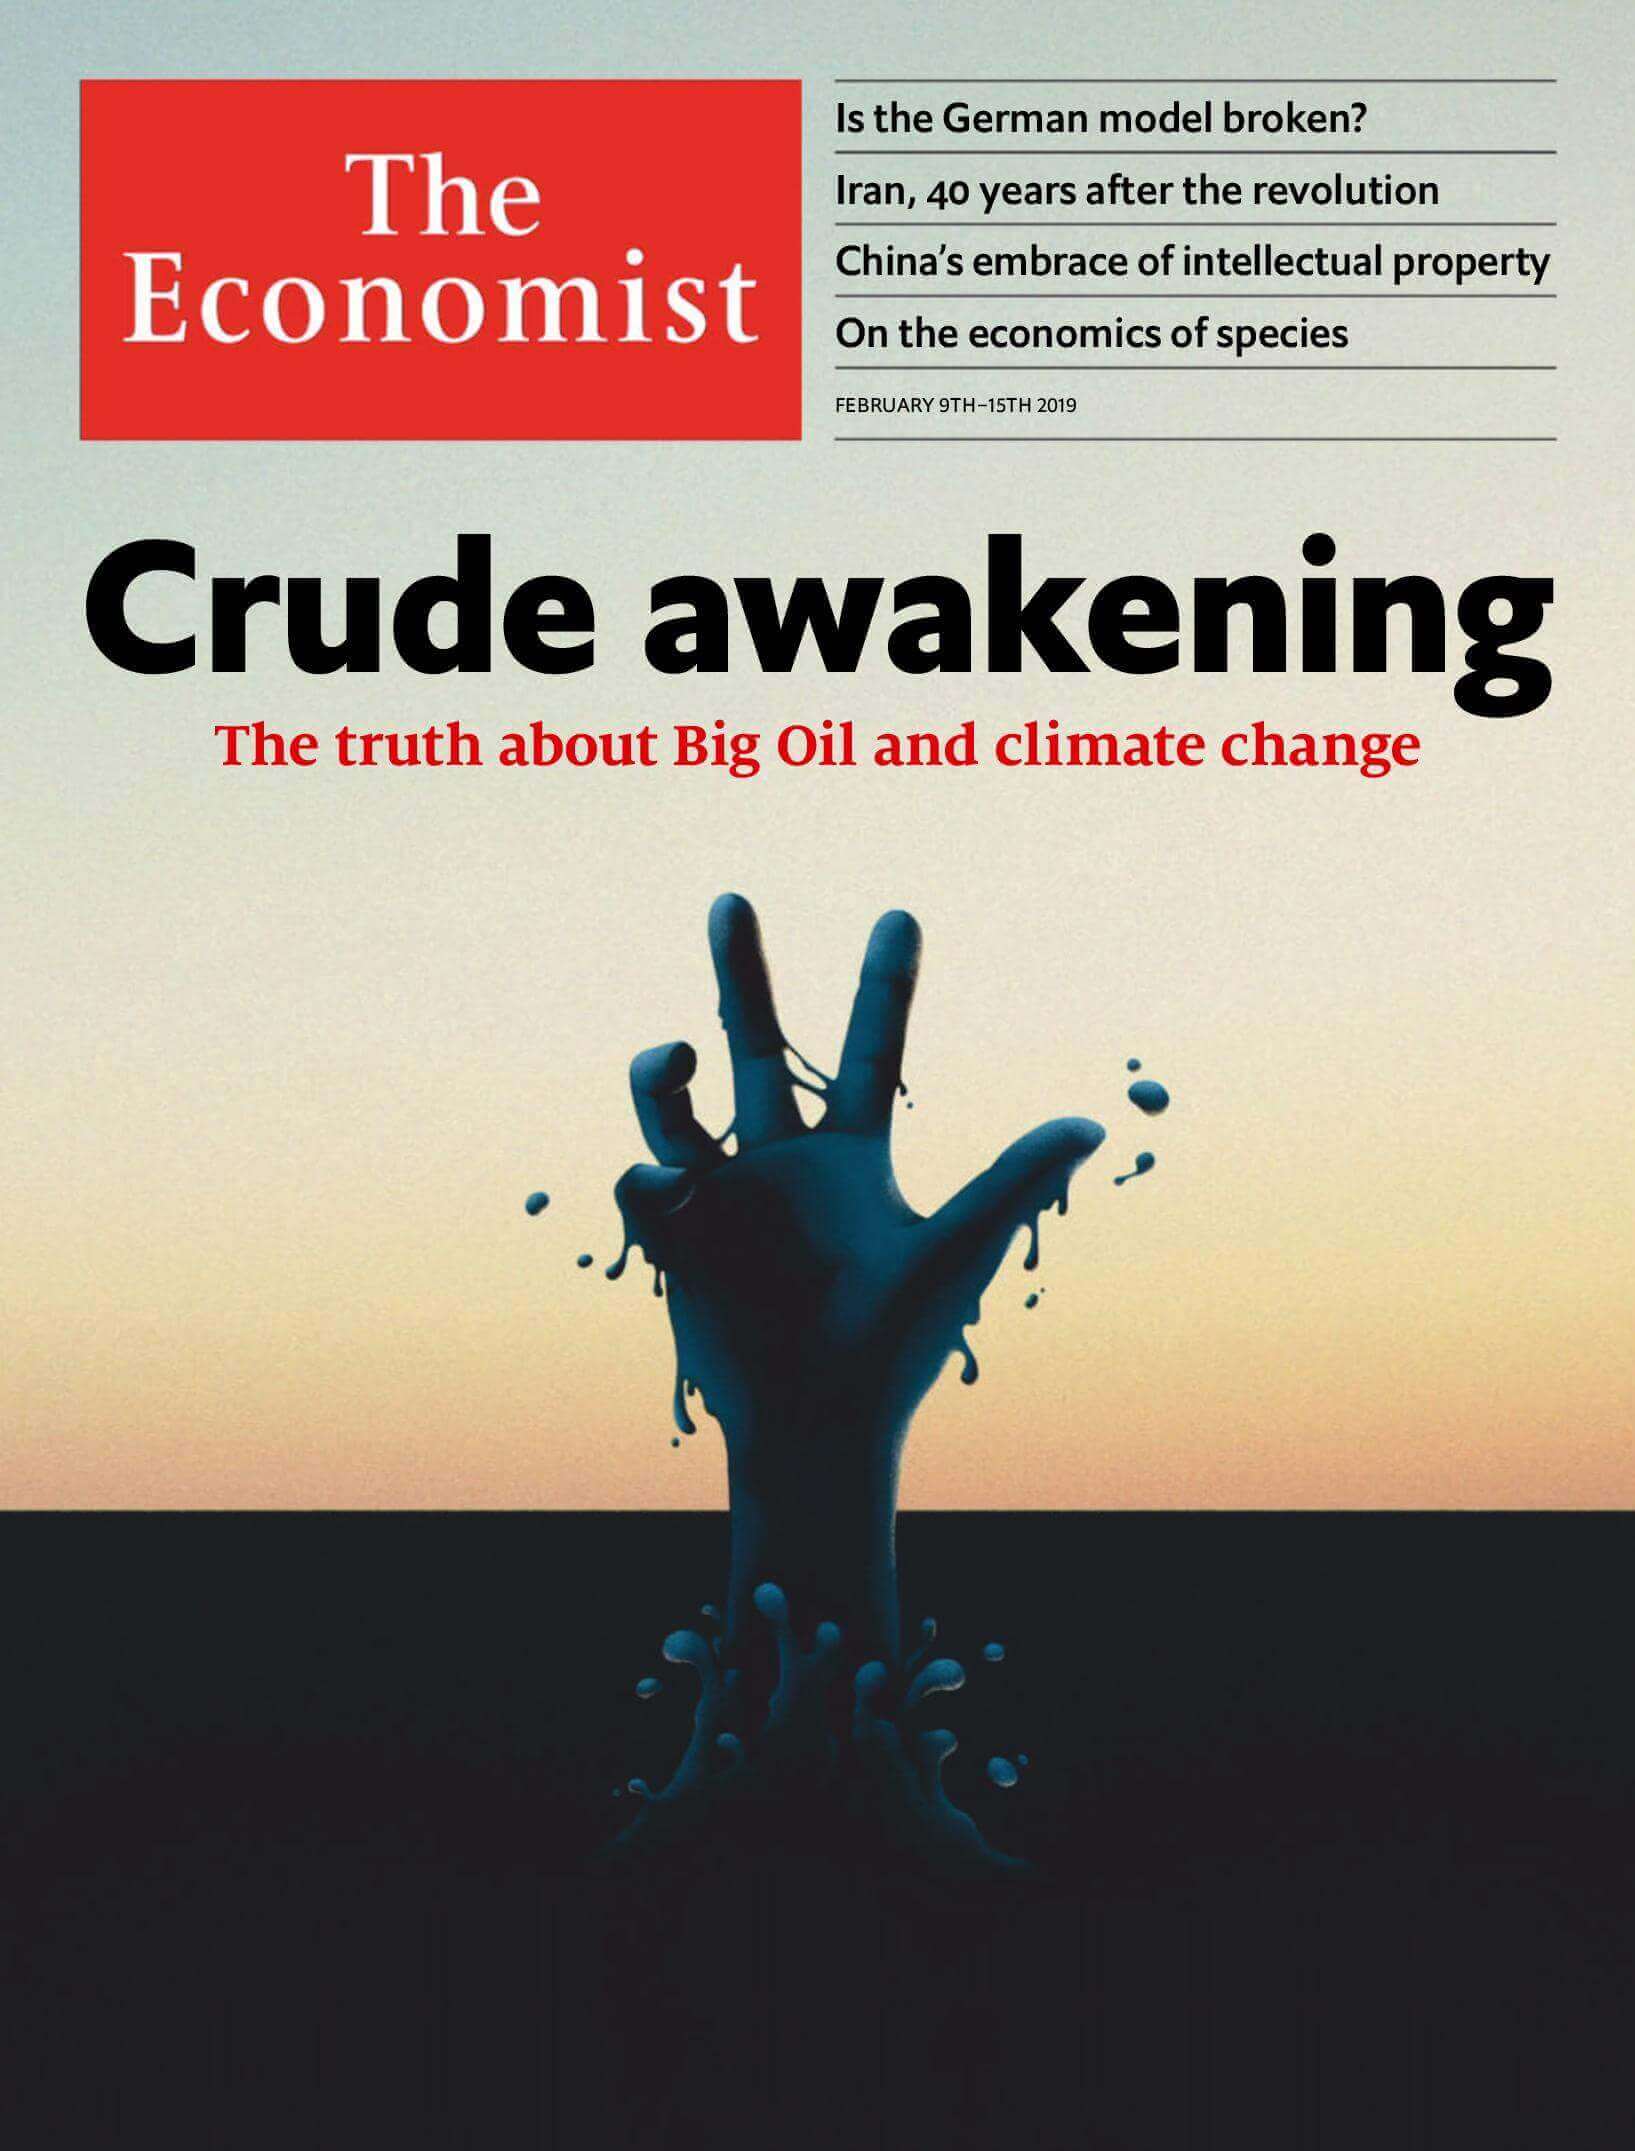 The
Economist
Is the German model broken?
Iran, 40 years after the revolution
China's embrace of intellectual property
On the economics of species
FEBRUARY 9TH–15TH 2019
Crude awakening
The truth about Big Oil and climate change